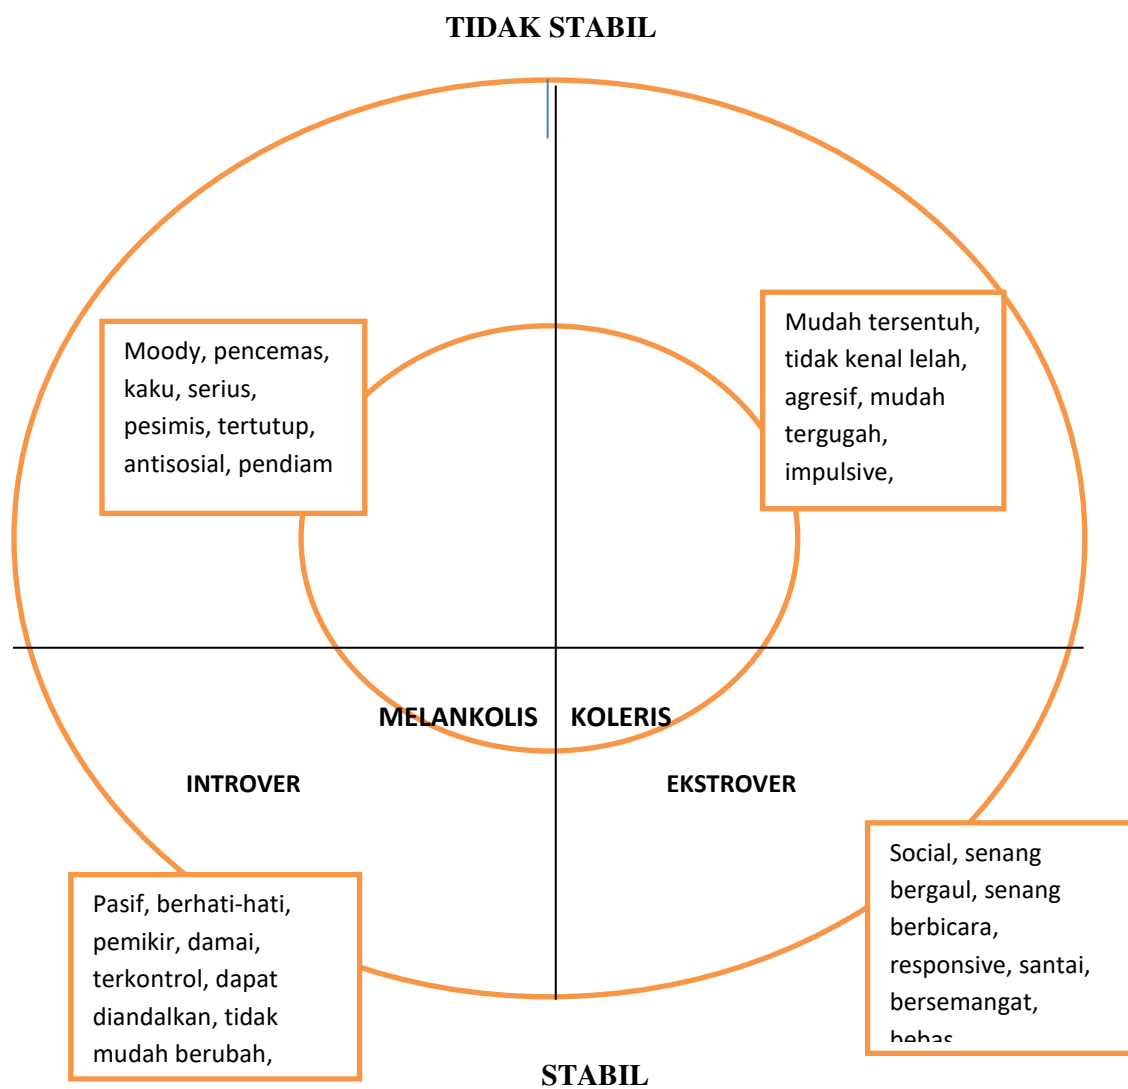 TIDAK STABIL
Moody, pencemas,
kaku, serius,
pesimis, tertutup,
antisosial, pendiam
Mudah tersentuh,
tidak kenal lelah,
agresif, mudah
tergugah,
impulsive,
MELANKOLIS
KOLERIS
INTROVER
EKSTROVER
Pasif, berhati-hati,
pemikir, damai,
terkontrol, dapat
diandalkan, tidak
mudah berubah,
Social, senang
bergaul, senang
berbicara,
responsive, santai,
bersemangat,
bebas
STABIL